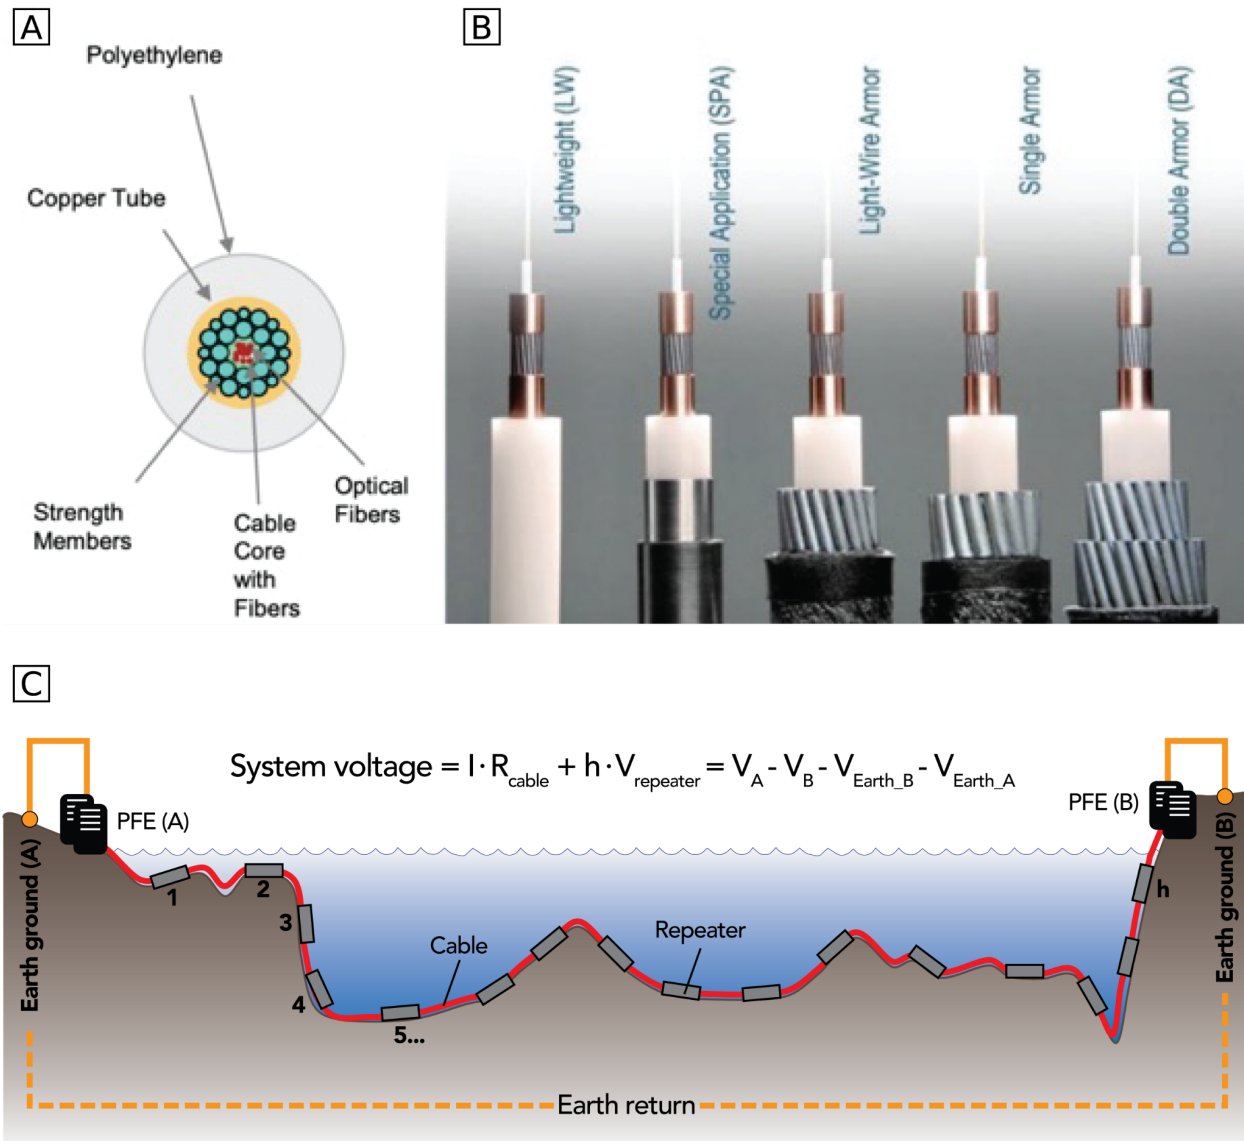 A
Polyethylene
Copper Tube
Strength
Members
Cable
Core
with
Fibers
Optical
Fibers
B
Lightweight (LW)
Special Application (SPA)
Light-Wire Armor
Single Armor
Double Armor (DA)
C
System voltage = I·R_cable + h·V_repeater = V_A - V_B - V_Earth_B - V_Earth_A
PFE (A)
PFE (B)
Earth ground (A)
Earth ground (B)
1
2
3
4
5...
h
Cable
Repeater
Earth return